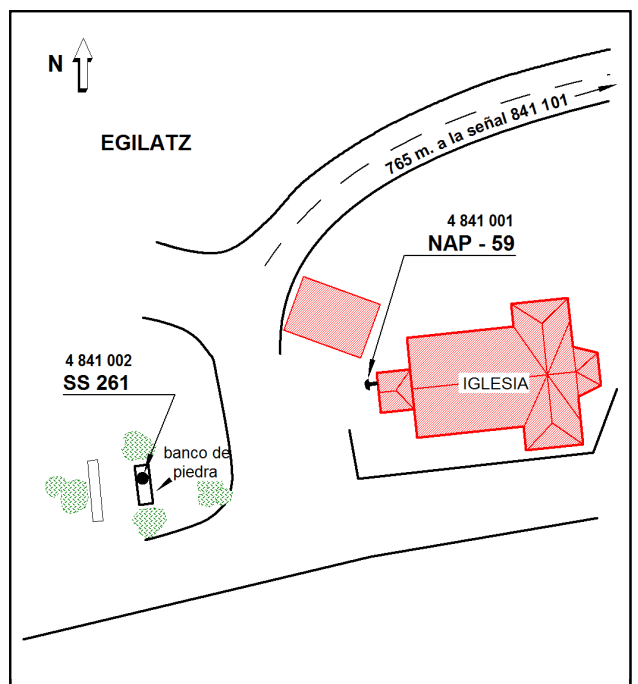 N
EGILATZ
765 m. a la señal 841 101
4 841 001
NAP - 59
4 841 002
SS 261
IGLESIA
banco de
piedra